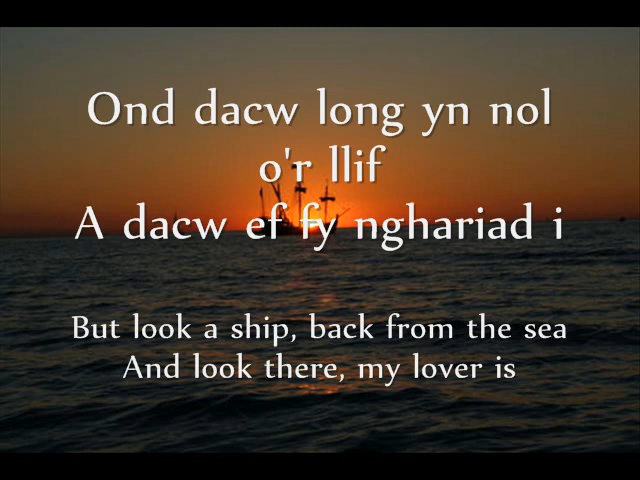 Ond dacw long yn nol
o'r llif
A dacw ef fy nghariad i
But look a ship, back from the sea
And look there, my lover is